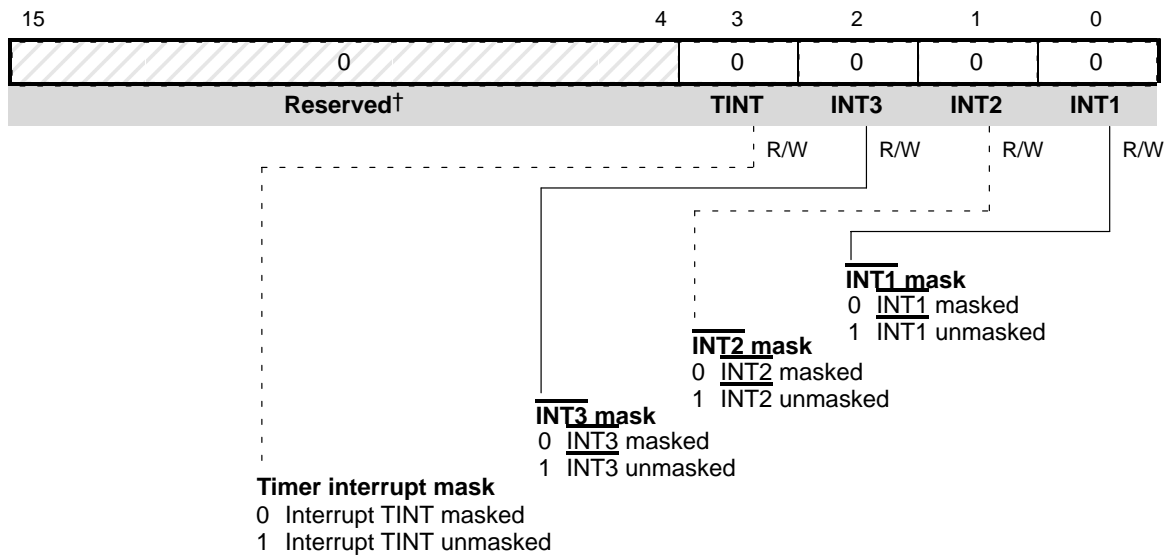 15 4 3 2 1 0
0 0 0 0 0
Reserved† TINT INT3 INT2 INT1
R/W R/W R/W R/W
INT1 mask
0 INT1 masked
1 INT1 unmasked
INT2 mask
0 INT2 masked
1 INT2 unmasked
INT3 mask
0 INT3 masked
1 INT3 unmasked
Timer interrupt mask
0 Interrupt TINT masked
1 Interrupt TINT unmasked